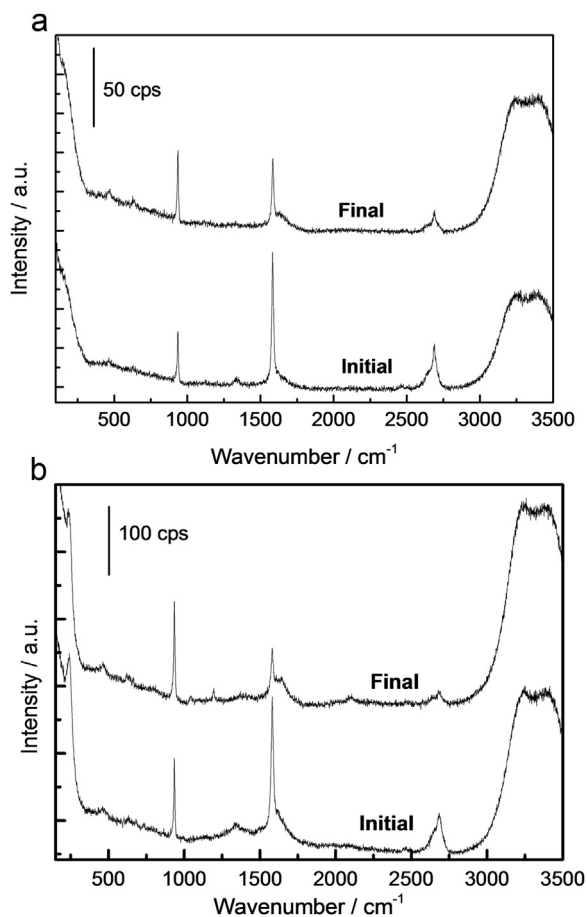 a
50 cps
Final
Initial
Intensity / a.u.
500 1000 1500 2000 2500 3000 3500
Wavenumber / cm⁻¹
b
100 cps
Final
Initial
Intensity / a.u.
500 1000 1500 2000 2500 3000 3500
Wavenumber / cm⁻¹